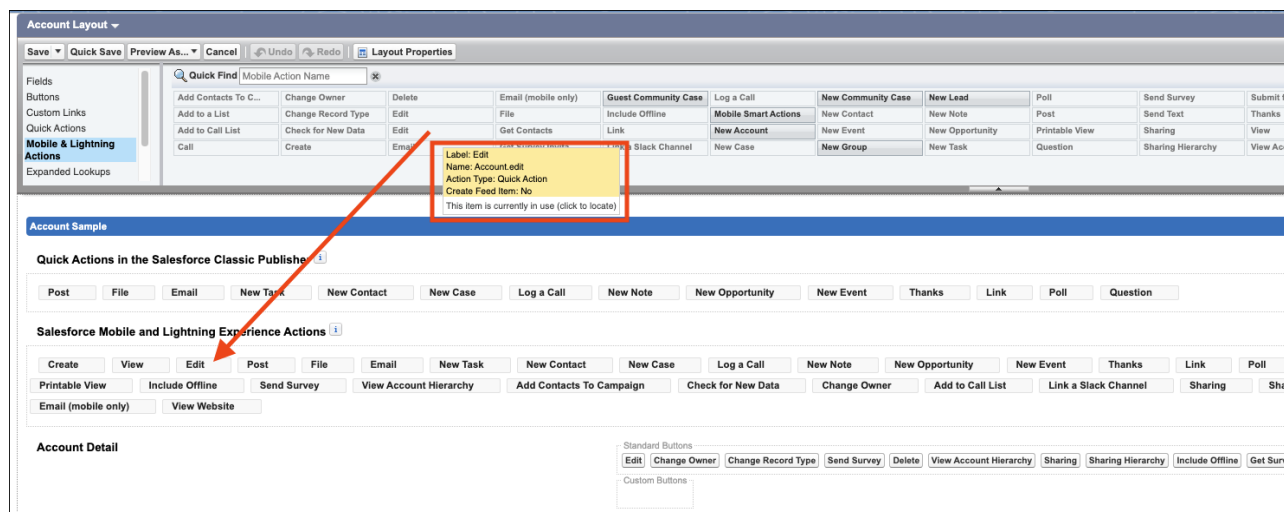 Account Layout
Save Quick Save Preview As... Cancel Undo Redo Layout Properties
Fields
Buttons
Custom Links
Quick Actions
Mobile & Lightning
Actions
Expanded Lookups
Quick Find Mobile Action Name
Add Contacts To C... Change Owner Delete Email (mobile only) Guest Community Case Log a Call New Community Case New Lead Poll Send Survey Submit f
Add to a List Change Record Type Edit File Include Offline Mobile Smart Actions New Contact New Note Post Send Text Thanks
Add to Call List Check for New Data Edit Get Contacts Link New Account New Event New Opportunity Printable View Sharing View
Call Create Email Link a Slack Channel New Case New Group New Task Question Sharing Hierarchy View Acc
Label: Edit
Name: Account.edit
Action Type: Quick Action
Create Feed Item: No
This item is currently in use (click to locate)
Account Sample
Quick Actions in the Salesforce Classic Publisher
Post File Email New Task New Contact New Case Log a Call New Note New Opportunity New Event Thanks Link Poll Question
Salesforce Mobile and Lightning Experience Actions
Create View Edit Post File Email New Task New Contact New Case Log a Call New Note New Opportunity New Event Thanks Link Poll
Printable View Include Offline Send Survey View Account Hierarchy Add Contacts To Campaign Check for New Data Change Owner Add to Call List Link a Slack Channel Sharing Sha
Email (mobile only) View Website
Account Detail
Standard Buttons
Edit Change Owner Change Record Type Send Survey Delete View Account Hierarchy Sharing Sharing Hierarchy Include Offline Get Surv
Custom Buttons